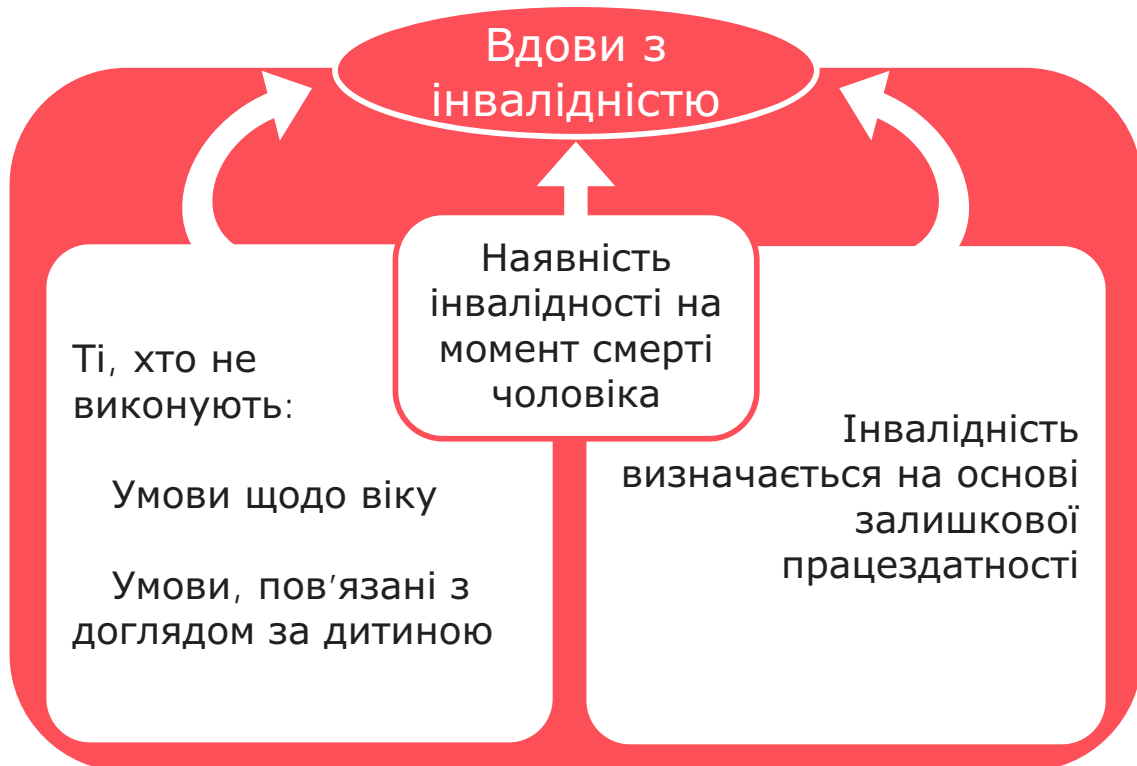 Вдови з
інвалідністю
Наявність
інвалідності на
момент смерті
чоловіка
Ті, хто не
виконують:
Умови щодо віку
Умови, пов’язані з
доглядом за дитиною
Інвалідність
визначається на основі
залишкової
працездатності